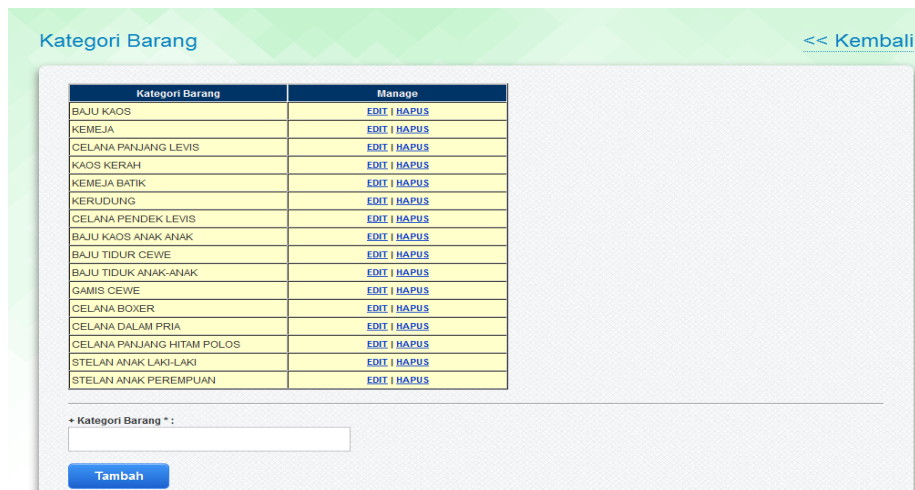 Kategori Barang << Kembali
Kategori Barang Manage
BAJU KAOS EDIT | HAPUS
KEMEJA EDIT | HAPUS
CELANA PANJANG LEVIS EDIT | HAPUS
KAOS KERAH EDIT | HAPUS
KEMEJA BATIK EDIT | HAPUS
KERUDUNG EDIT | HAPUS
CELANA PENDEK LEVIS EDIT | HAPUS
BAJU KAOS ANAK ANAK EDIT | HAPUS
BAJU TIDUR CEWE EDIT | HAPUS
BAJU TIDUK ANAK-ANAK EDIT | HAPUS
GAMIS CEWE EDIT | HAPUS
CELANA BOXER EDIT | HAPUS
CELANA DALAM PRIA EDIT | HAPUS
CELANA PANJANG HITAM POLOS EDIT | HAPUS
STELAN ANAK LAKI-LAKI EDIT | HAPUS
STELAN ANAK PEREMPUAN EDIT | HAPUS
+ Kategori Barang * :
Tambah